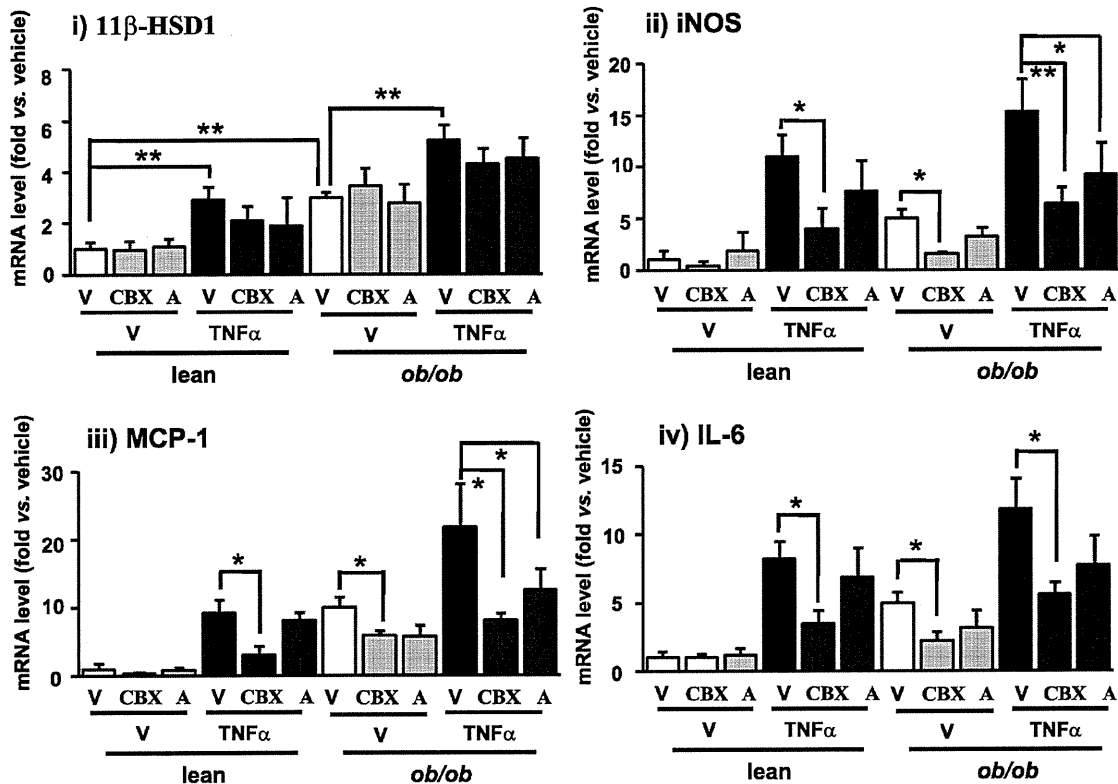 i) 11β-HSD1
mRNA level (fold vs. vehicle)
8
6
4
2
0
** ** **
V CBX A V CBX A V CBX A V CBX A
V TNFα V TNFα
lean ob/ob
ii) iNOS
mRNA level (fold vs. vehicle)
20
15
10
5
0
* * ** *
V CBX A V CBX A V CBX A V CBX A
V TNFα V TNFα
lean ob/ob
iii) MCP-1
mRNA level (fold vs. vehicle)
30
20
10
0
* * * *
V CBX A V CBX A V CBX A V CBX A
V TNFα V TNFα
lean ob/ob
iv) IL-6
mRNA level (fold vs. vehicle)
15
10
5
0
* * *
V CBX A V CBX A V CBX A V CBX A
V TNFα V TNFα
lean ob/ob